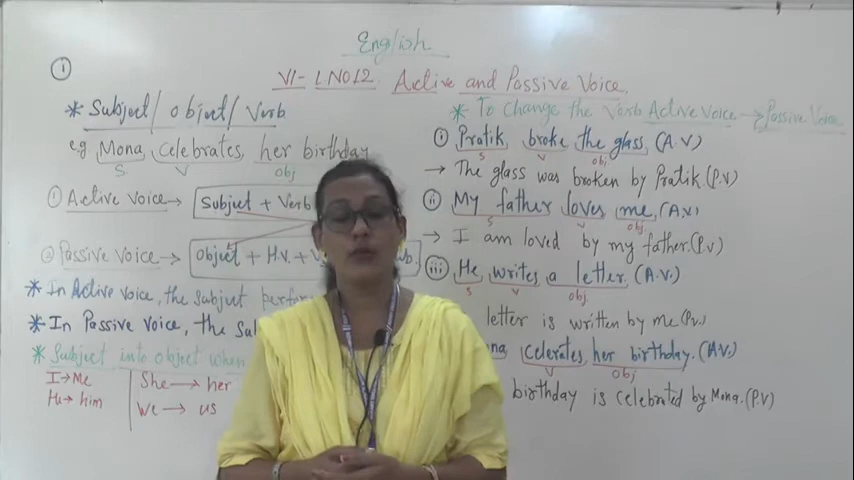 English
①
VI- L NO12. Active and Passive Voice.
* Subject / object / Verb
eg Mona, celebrates, her birthday
S V obj
① Active Voice → Subject + Verb
② Passive Voice → Object + H.V. +
* In Active Voice, the subject
* In Passive Voice, the
* Subject into object when
I → Me
He → him
She → her
We → us
* To change the Verb Active Voice → Passive Voice
① Pratik, broke the glass, (A.V)
S V obj.
→ The glass was broken by Pratik (P.V)
② My father loves me, (A.V)
S V obj.
→ I am loved by my father. (P.V)
③ He, writes, a letter. (A.V.)
S V obj
letter is written by me (P.V.)
celerates, her birthday. (A.V.)
V Obj
birthday is celebrated by Mona. (P.V)